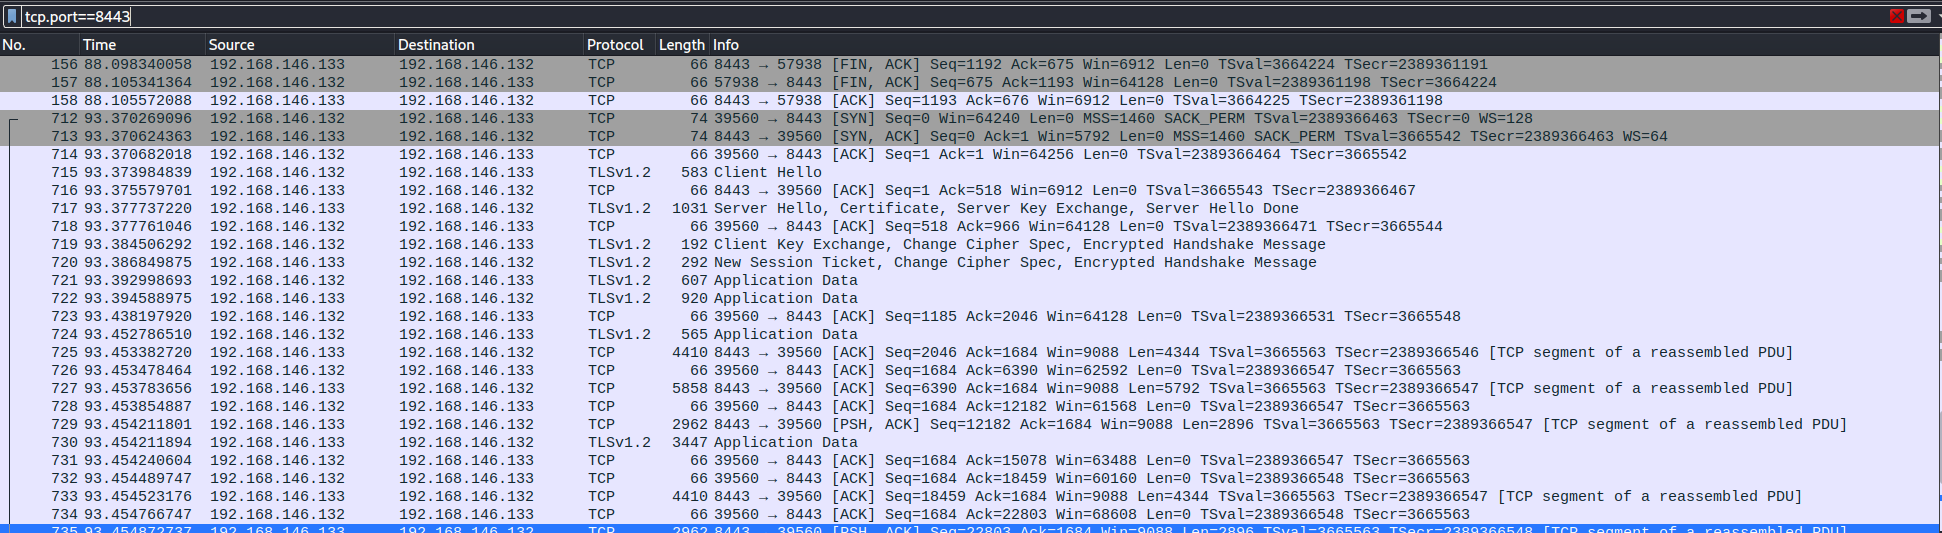 tcp.port==8443
No. Time Source Destination Protocol Length Info
156 88.098340058 192.168.146.133 192.168.146.132 TCP 66 8443 → 57938 [FIN, ACK] Seq=1192 Ack=675 Win=6912 Len=0 TSval=3664224 TSecr=2389361191
157 88.105341364 192.168.146.132 192.168.146.133 TCP 66 57938 → 8443 [FIN, ACK] Seq=675 Ack=1193 Win=64128 Len=0 TSval=2389361198 TSecr=3664224
158 88.105572088 192.168.146.133 192.168.146.132 TCP 66 8443 → 57938 [ACK] Seq=1193 Ack=676 Win=6912 Len=0 TSval=3664225 TSecr=2389361198
712 93.370269096 192.168.146.132 192.168.146.133 TCP 74 39560 → 8443 [SYN] Seq=0 Win=64240 Len=0 MSS=1460 SACK_PERM TSval=2389366463 TSecr=0 WS=128
713 93.370624363 192.168.146.133 192.168.146.132 TCP 74 8443 → 39560 [SYN, ACK] Seq=0 Ack=1 Win=5792 Len=0 MSS=1460 SACK_PERM TSval=3665542 TSecr=2389366463 WS=64
714 93.370682018 192.168.146.132 192.168.146.133 TCP 66 39560 → 8443 [ACK] Seq=1 Ack=1 Win=64256 Len=0 TSval=2389366464 TSecr=3665542
715 93.373984839 192.168.146.132 192.168.146.133 TLSv1.2 583 Client Hello
716 93.375579701 192.168.146.133 192.168.146.132 TCP 66 8443 → 39560 [ACK] Seq=1 Ack=518 Win=6912 Len=0 TSval=3665543 TSecr=2389366467
717 93.377737220 192.168.146.133 192.168.146.132 TLSv1.2 1031 Server Hello, Certificate, Server Key Exchange, Server Hello Done
718 93.377761046 192.168.146.132 192.168.146.133 TCP 66 39560 → 8443 [ACK] Seq=518 Ack=966 Win=64128 Len=0 TSval=2389366471 TSecr=3665544
719 93.384506292 192.168.146.132 192.168.146.133 TLSv1.2 192 Client Key Exchange, Change Cipher Spec, Encrypted Handshake Message
720 93.386849875 192.168.146.133 192.168.146.132 TLSv1.2 292 New Session Ticket, Change Cipher Spec, Encrypted Handshake Message
721 93.392998693 192.168.146.132 192.168.146.133 TLSv1.2 607 Application Data
722 93.394588975 192.168.146.133 192.168.146.132 TLSv1.2 920 Application Data
723 93.438197920 192.168.146.132 192.168.146.133 TCP 66 39560 → 8443 [ACK] Seq=1185 Ack=2046 Win=64128 Len=0 TSval=2389366531 TSecr=3665548
724 93.452786510 192.168.146.132 192.168.146.133 TLSv1.2 565 Application Data
725 93.453382720 192.168.146.133 192.168.146.132 TCP 4410 8443 → 39560 [ACK] Seq=2046 Ack=1684 Win=9088 Len=4344 TSval=3665563 TSecr=2389366546 [TCP segment of a reassembled PDU]
726 93.453478464 192.168.146.132 192.168.146.133 TCP 66 39560 → 8443 [ACK] Seq=1684 Ack=6390 Win=62592 Len=0 TSval=2389366547 TSecr=3665563
727 93.453783656 192.168.146.133 192.168.146.132 TCP 5858 8443 → 39560 [ACK] Seq=6390 Ack=1684 Win=9088 Len=5792 TSval=3665563 TSecr=2389366547 [TCP segment of a reassembled PDU]
728 93.453854887 192.168.146.132 192.168.146.133 TCP 66 39560 → 8443 [ACK] Seq=1684 Ack=12182 Win=61568 Len=0 TSval=2389366547 TSecr=3665563
729 93.454211801 192.168.146.133 192.168.146.132 TCP 2962 8443 → 39560 [PSH, ACK] Seq=12182 Ack=1684 Win=9088 Len=2896 TSval=3665563 TSecr=2389366547 [TCP segment of a reassembled PDU]
730 93.454211894 192.168.146.133 192.168.146.132 TLSv1.2 3447 Application Data
731 93.454240604 192.168.146.132 192.168.146.133 TCP 66 39560 → 8443 [ACK] Seq=1684 Ack=15078 Win=63488 Len=0 TSval=2389366547 TSecr=3665563
732 93.454489747 192.168.146.132 192.168.146.133 TCP 66 39560 → 8443 [ACK] Seq=1684 Ack=18459 Win=60160 Len=0 TSval=2389366548 TSecr=3665563
733 93.454523176 192.168.146.133 192.168.146.132 TCP 4410 8443 → 39560 [ACK] Seq=18459 Ack=1684 Win=9088 Len=4344 TSval=3665563 TSecr=2389366547 [TCP segment of a reassembled PDU]
734 93.454766747 192.168.146.132 192.168.146.133 TCP 66 39560 → 8443 [ACK] Seq=1684 Ack=22803 Win=68608 Len=0 TSval=2389366548 TSecr=3665563
735 93.454872737 192.168.146.133 192.168.146.132 TCP 2962 8443 → 39560 [PSH, ACK] Seq=22803 Ack=1684 Win=9088 Len=2896 TSval=3665563 TSecr=2389366548 [TCP segment of a reassembled PDU]